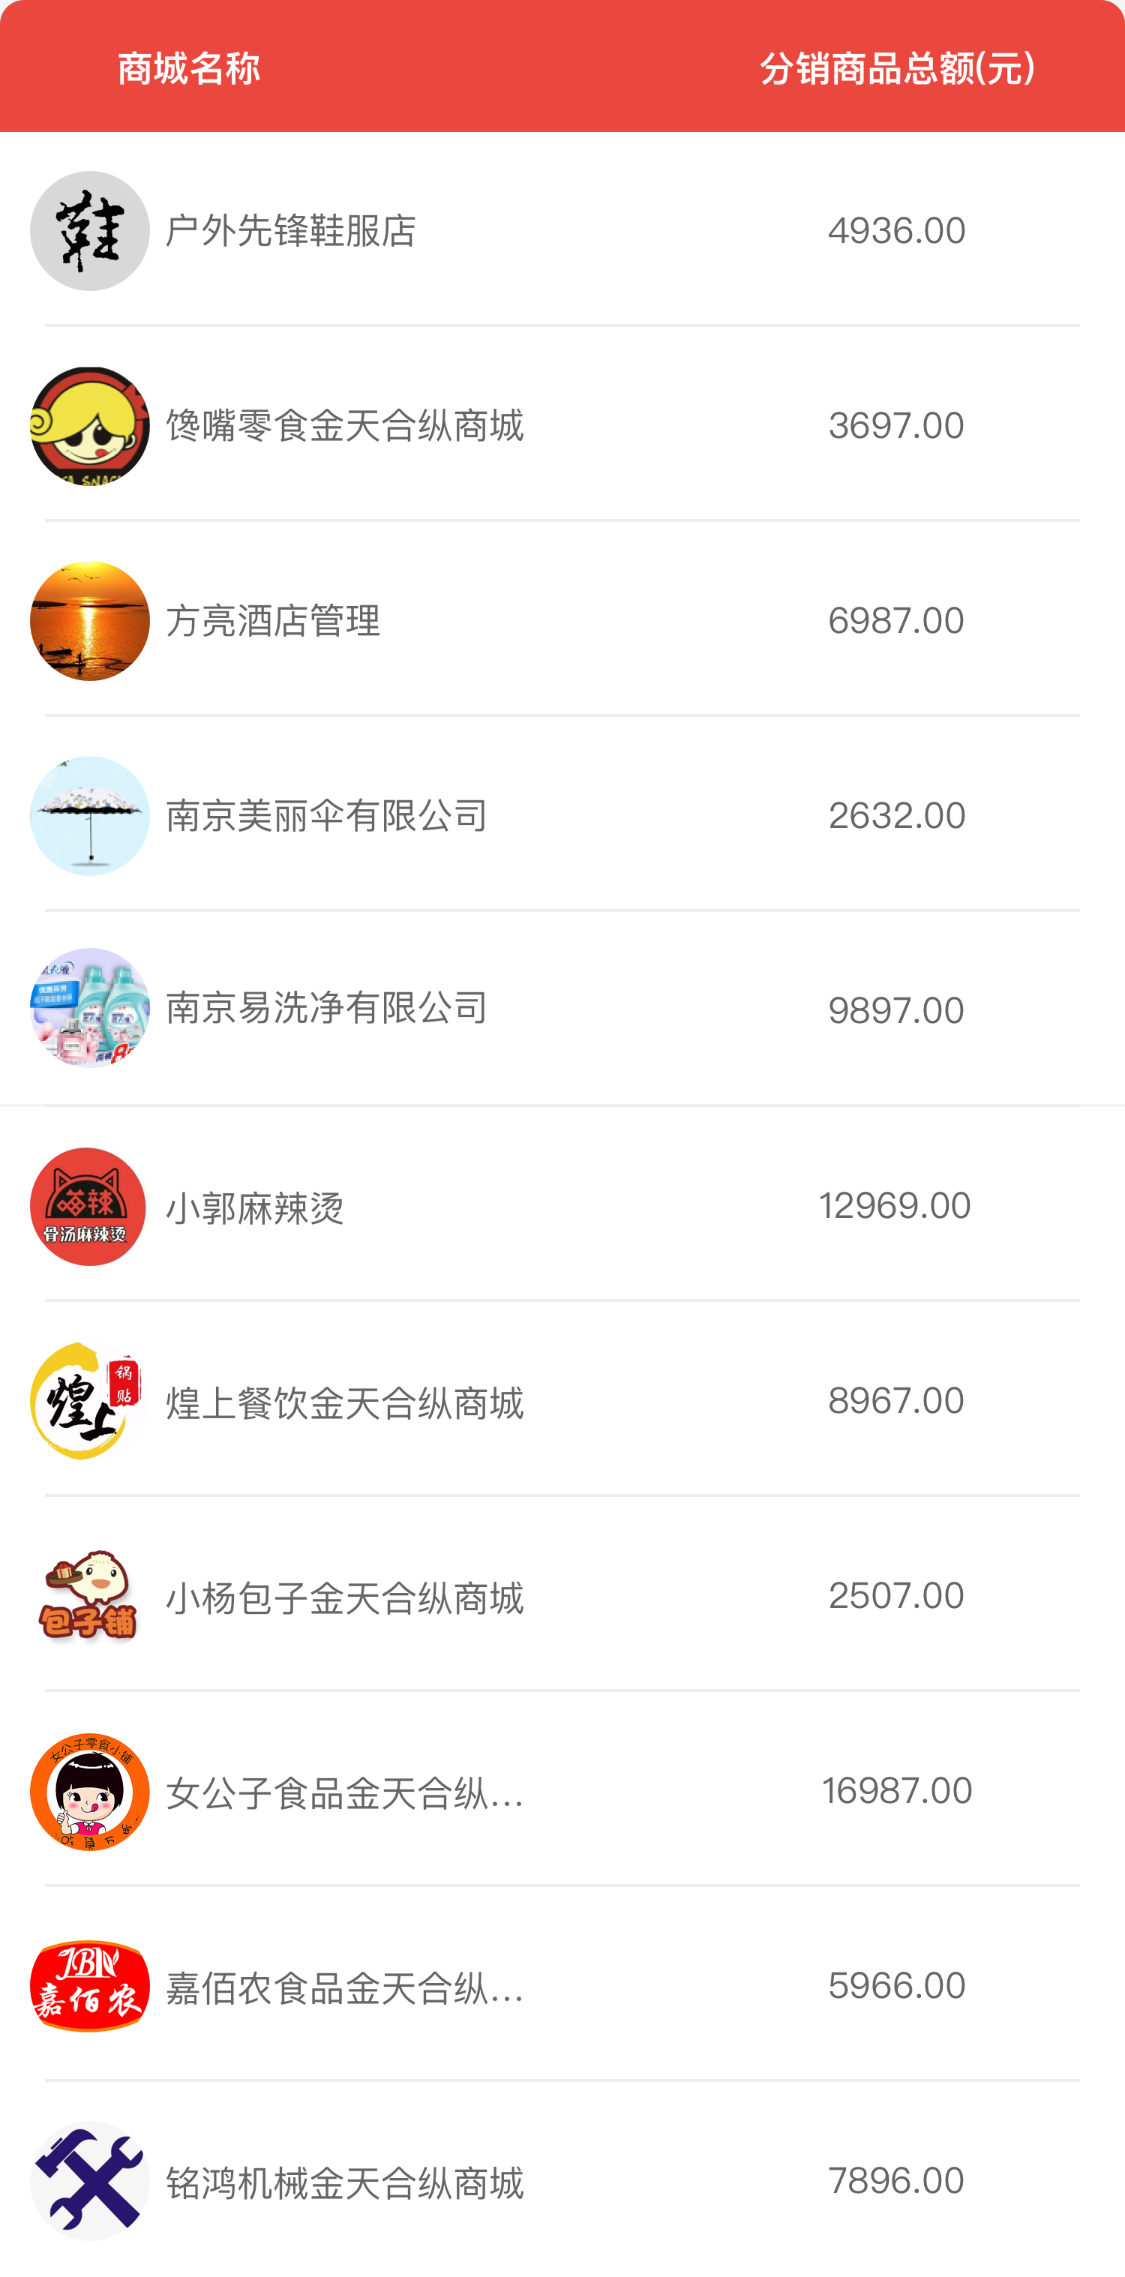 商城名称 分销商品总额(元)
鞋 户外先锋鞋服店 4936.00
馋嘴零食金天合纵商城 3697.00
方亮酒店管理 6987.00
南京美丽伞有限公司 2632.00
南京易洗净有限公司 9897.00
喵辣
骨汤麻辣烫
小郭麻辣烫 12969.00
煌上
锅贴
煌上餐饮金天合纵商城 8967.00
包子铺
小杨包子金天合纵商城 2507.00
女公子零食小铺
女公子食品金天合纵... 16987.00
JBN
嘉佰农
嘉佰农食品金天合纵... 5966.00
铭鸿机械金天合纵商城 7896.00